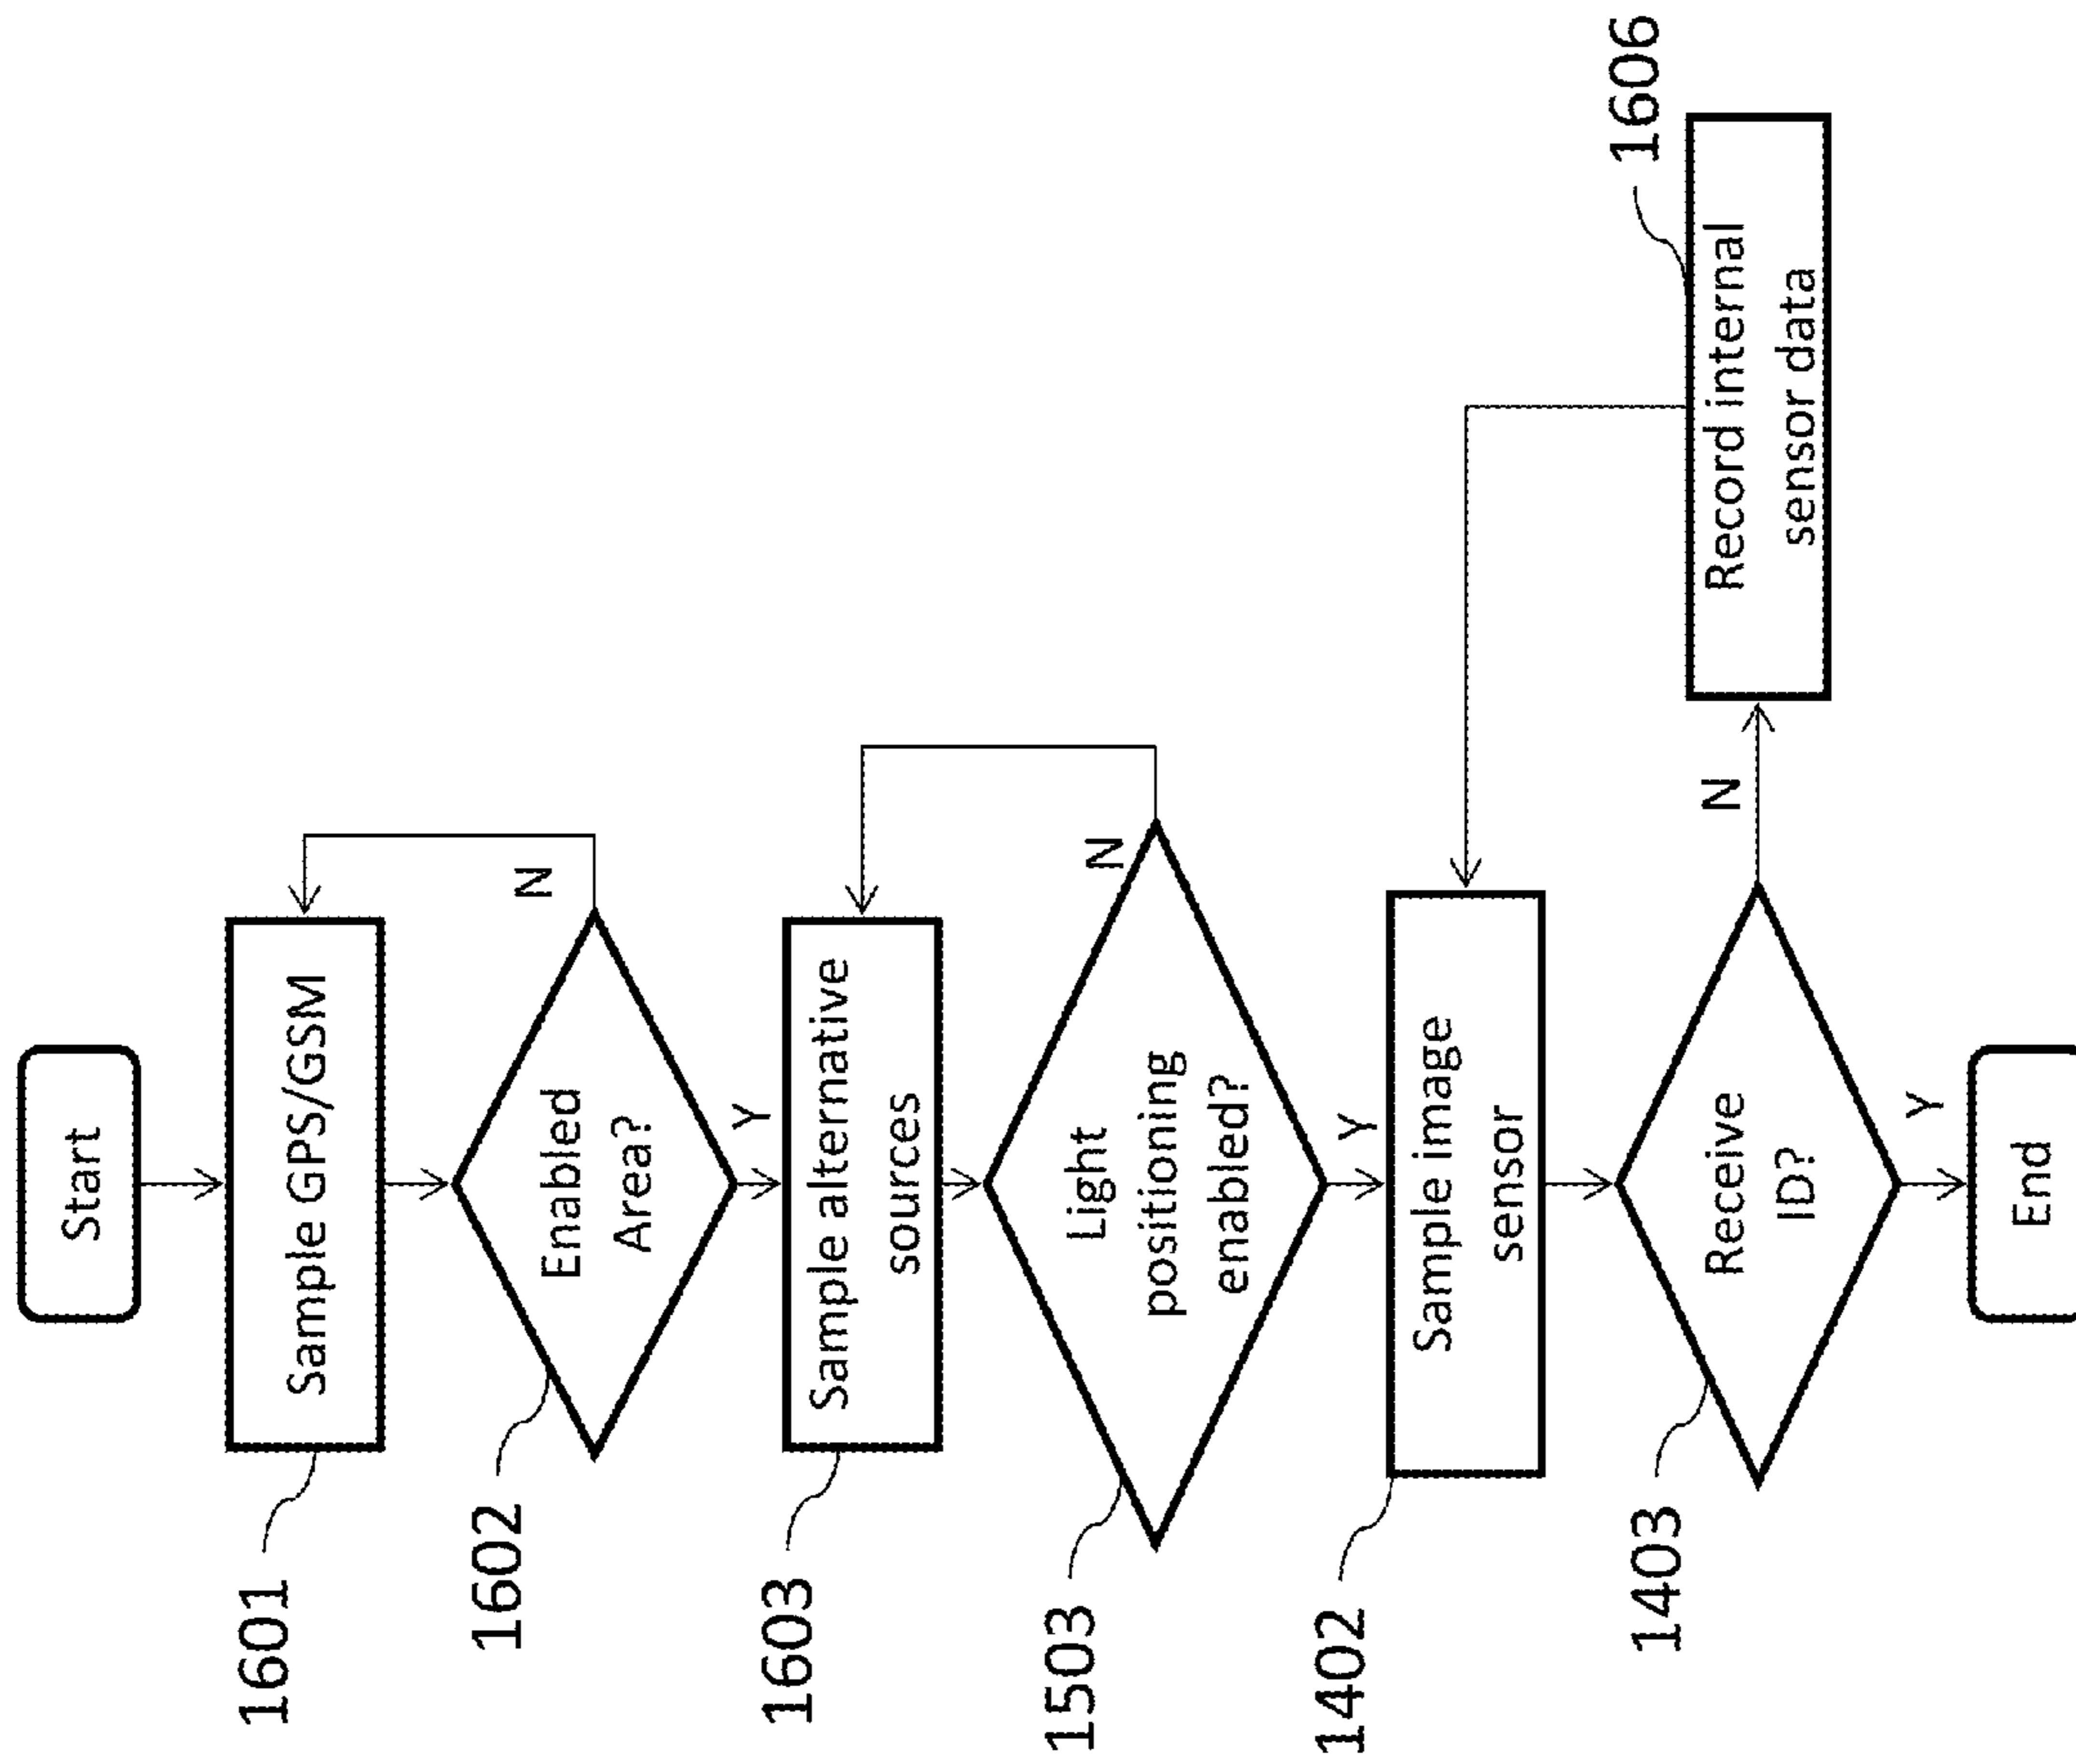 Start
1601
Sample GPS/GSM
1602
Enabled
Area?
N
Y
1603
Sample alternative
sources
1503
Light
positioning
enabled?
N
Y
1402
Sample image
sensor
1403
Receive
ID?
N
1606
Record internal
sensor data
Y
End